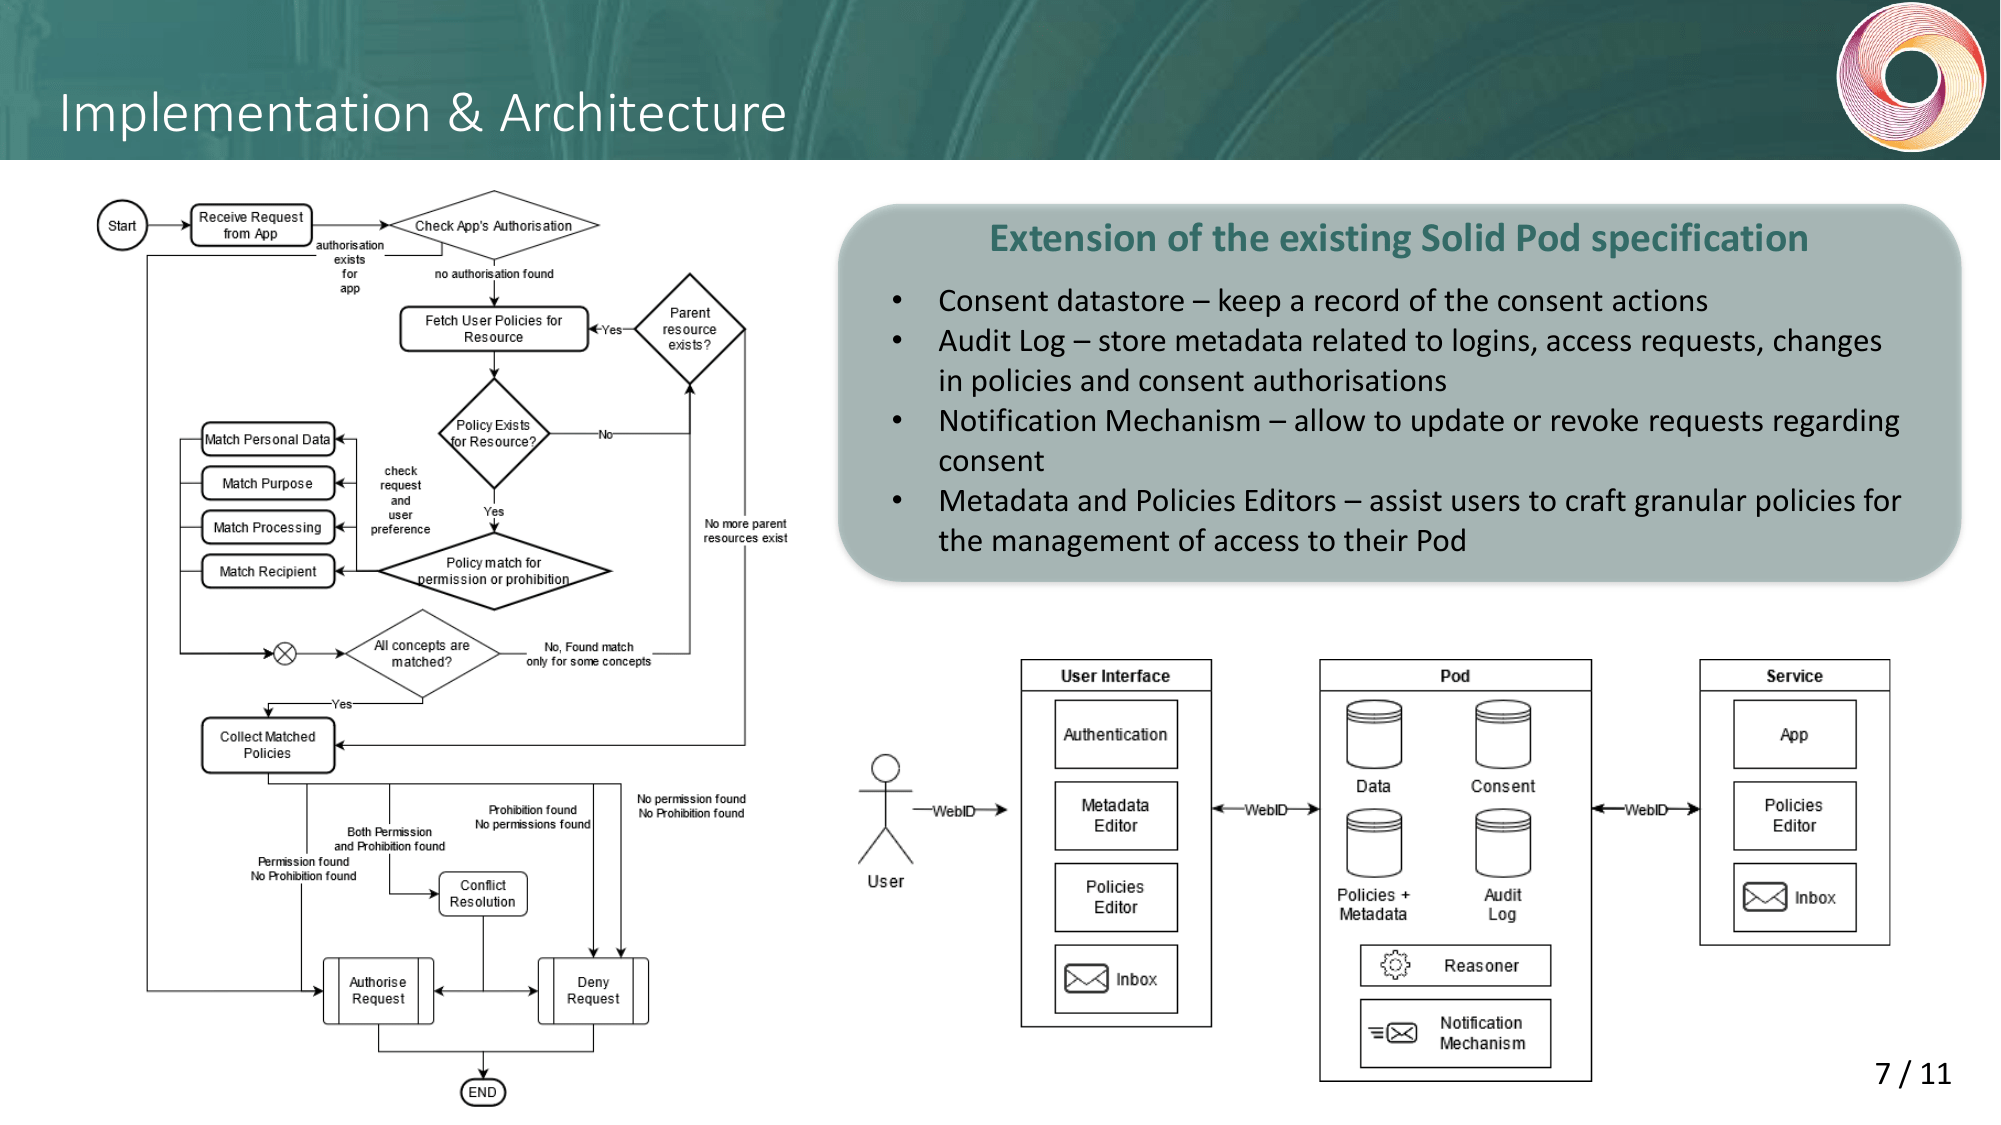 Implementation & Architecture
Start
Receive Request
from App
Check App's Authorisation
authorisation
exists
for
app
no authorisation found
Fetch User Policies for
Resource
Yes
Parent
resource
exists?
Policy Exists
for Resource?
No
Yes
No more parent
resources exist
Match Personal Data
Match Purpose
Match Processing
Match Recipient
check
request
and
user
preference
Policy match for
permission or prohibition
All concepts are
matched?
No, Found match
only for some concepts
Yes
Collect Matched
Policies
Permission found
No Prohibition found
Both Permission
and Prohibition found
Prohibition found
No permissions found
No permission found
No Prohibition found
Conflict
Resolution
Authorise
Request
Deny
Request
END
Extension of the existing Solid Pod specification
• Consent datastore – keep a record of the consent actions
• Audit Log – store metadata related to logins, access requests, changes
in policies and consent authorisations
• Notification Mechanism – allow to update or revoke requests regarding
consent
• Metadata and Policies Editors – assist users to craft granular policies for
the management of access to their Pod
User
WebID
User Interface
Authentication
Metadata
Editor
Policies
Editor
Inbox
WebID
Pod
Data
Consent
Policies +
Metadata
Audit
Log
Reasoner
Notification
Mechanism
WebID
Service
App
Policies
Editor
Inbox
7 / 11